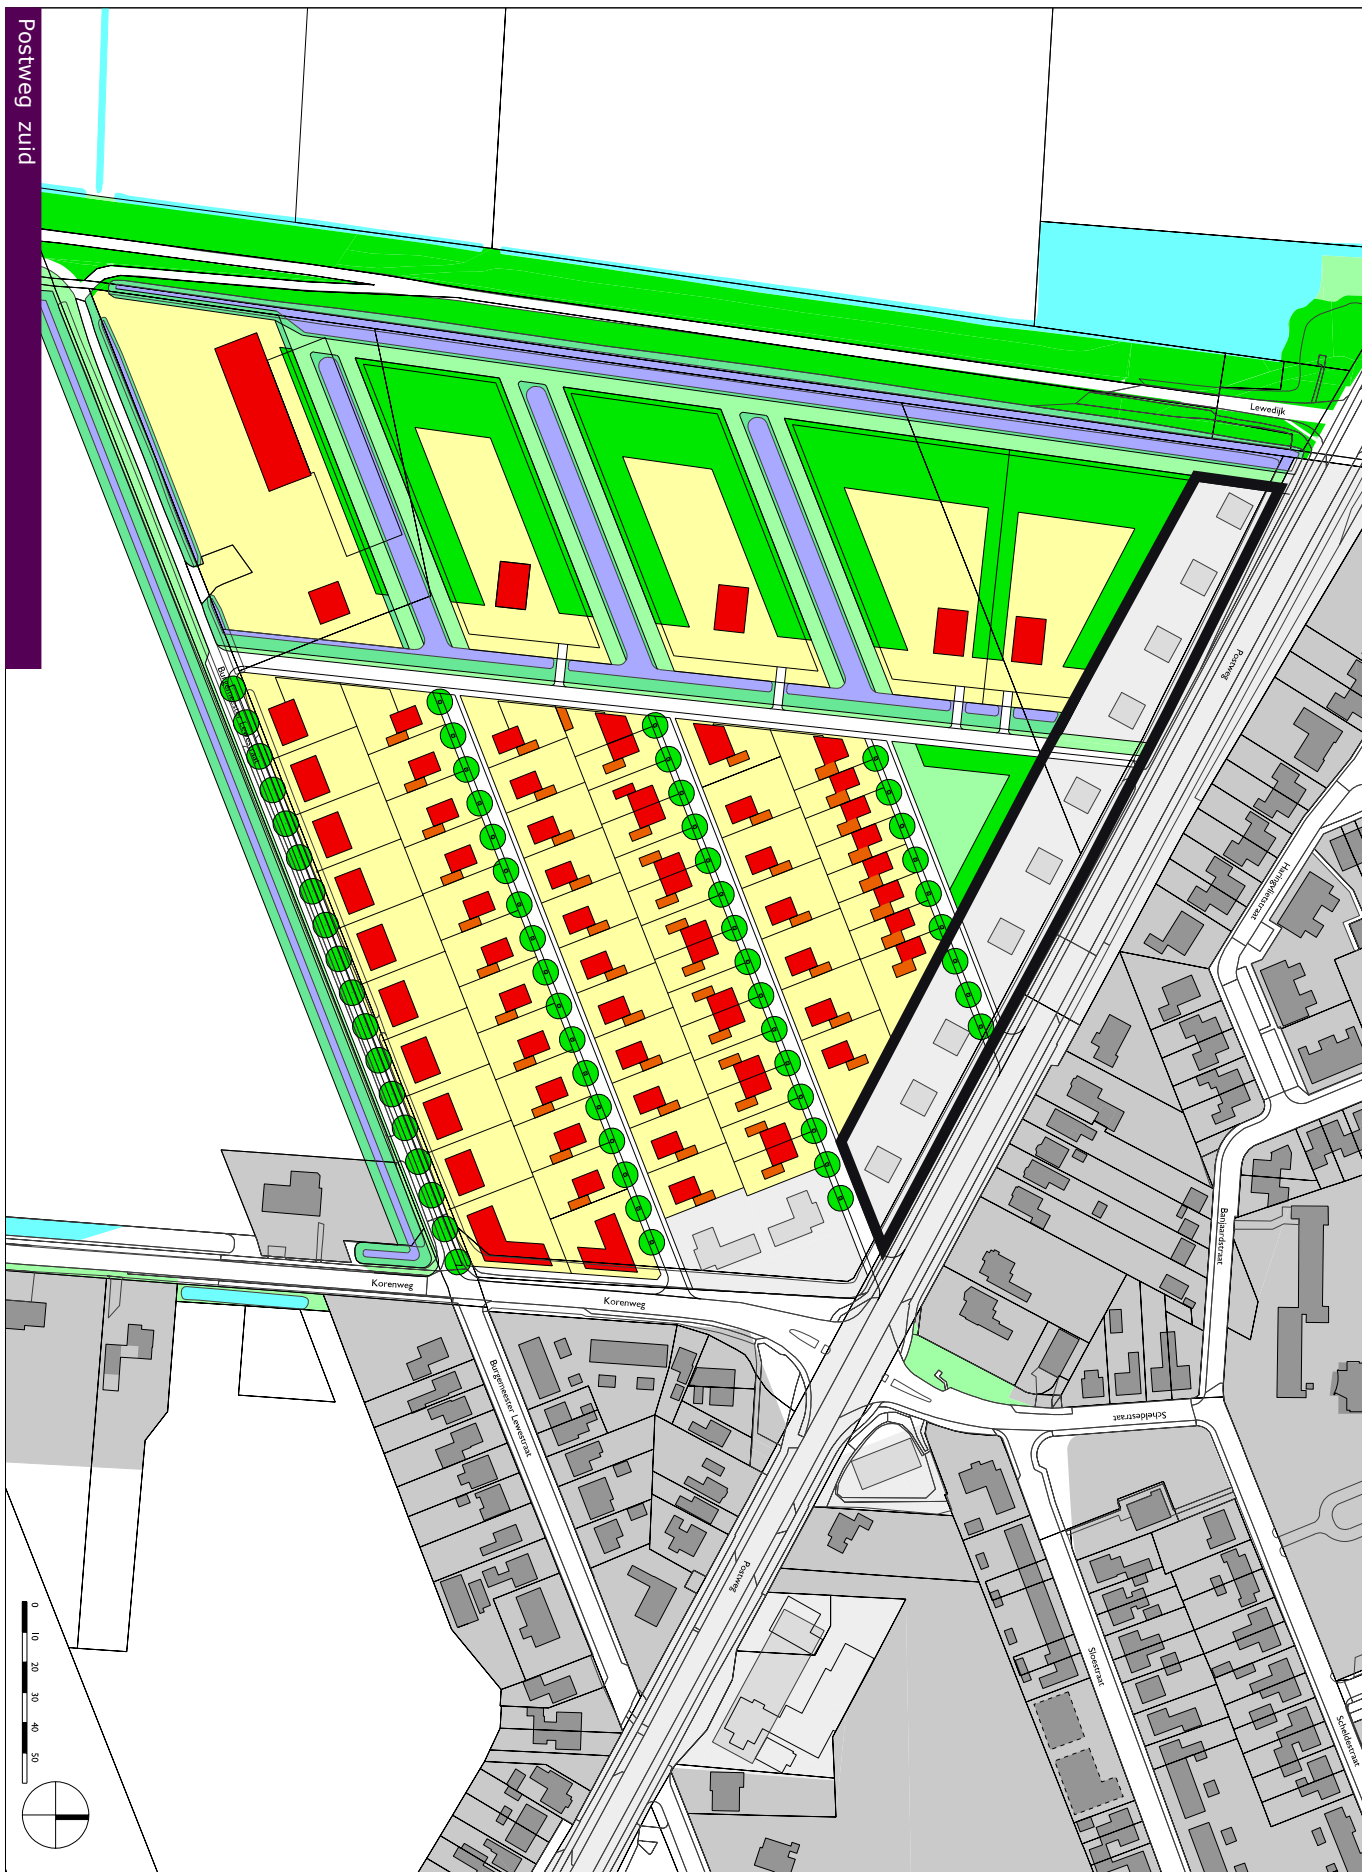 Postweg zuid
Lewedijk
Postweg
Haringvlietstraat
Banjaardstraat
Korenweg
Korenweg
Burgemeester Lewestraat
Scheldestraat
Postweg
Sloestraat
Scheldestraat
0 10 20 30 40 50